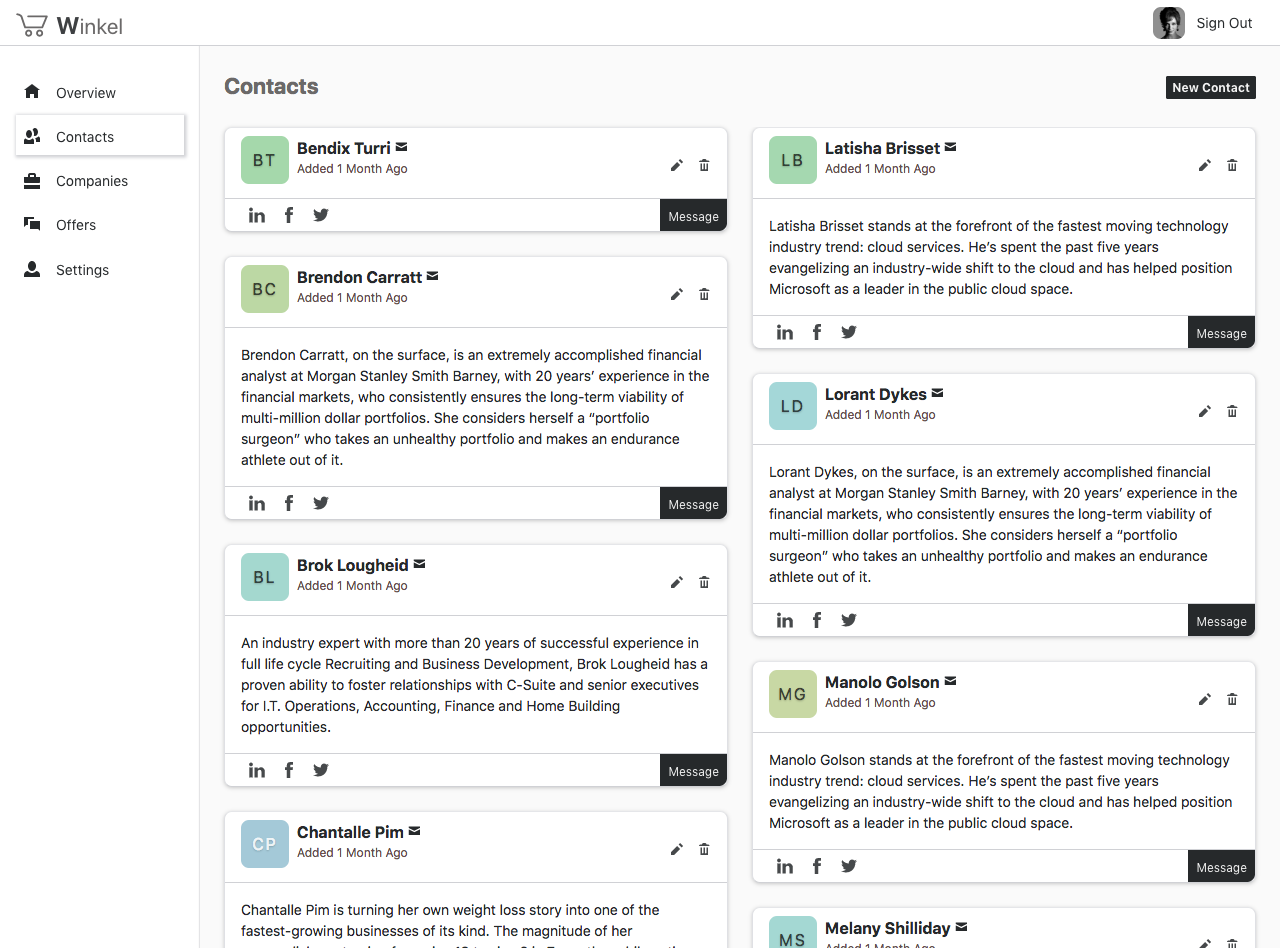 Winkel
Sign Out
Overview
Contacts
Companies
Offers
Settings
Contacts
New Contact
BT
Bendix Turri
Added 1 Month Ago
Message
BC
Brendon Carratt
Added 1 Month Ago
Brendon Carratt, on the surface, is an extremely accomplished financial
analyst at Morgan Stanley Smith Barney, with 20 years’ experience in the
financial markets, who consistently ensures the long-term viability of
multi-million dollar portfolios. She considers herself a “portfolio
surgeon” who takes an unhealthy portfolio and makes an endurance
athlete out of it.
Message
BL
Brok Lougheid
Added 1 Month Ago
An industry expert with more than 20 years of successful experience in
full life cycle Recruiting and Business Development, Brok Lougheid has a
proven ability to foster relationships with C-Suite and senior executives
for I.T. Operations, Accounting, Finance and Home Building
opportunities.
Message
CP
Chantalle Pim
Added 1 Month Ago
Chantalle Pim is turning her own weight loss story into one of the
fastest-growing businesses of its kind. The magnitude of her
LB
Latisha Brisset
Added 1 Month Ago
Latisha Brisset stands at the forefront of the fastest moving technology
industry trend: cloud services. He’s spent the past five years
evangelizing an industry-wide shift to the cloud and has helped position
Microsoft as a leader in the public cloud space.
Message
LD
Lorant Dykes
Added 1 Month Ago
Lorant Dykes, on the surface, is an extremely accomplished financial
analyst at Morgan Stanley Smith Barney, with 20 years’ experience in the
financial markets, who consistently ensures the long-term viability of
multi-million dollar portfolios. She considers herself a “portfolio
surgeon” who takes an unhealthy portfolio and makes an endurance
athlete out of it.
Message
MG
Manolo Golson
Added 1 Month Ago
Manolo Golson stands at the forefront of the fastest moving technology
industry trend: cloud services. He’s spent the past five years
evangelizing an industry-wide shift to the cloud and has helped position
Microsoft as a leader in the public cloud space.
Message
MS
Melany Shilliday
Added 1 Month Ago